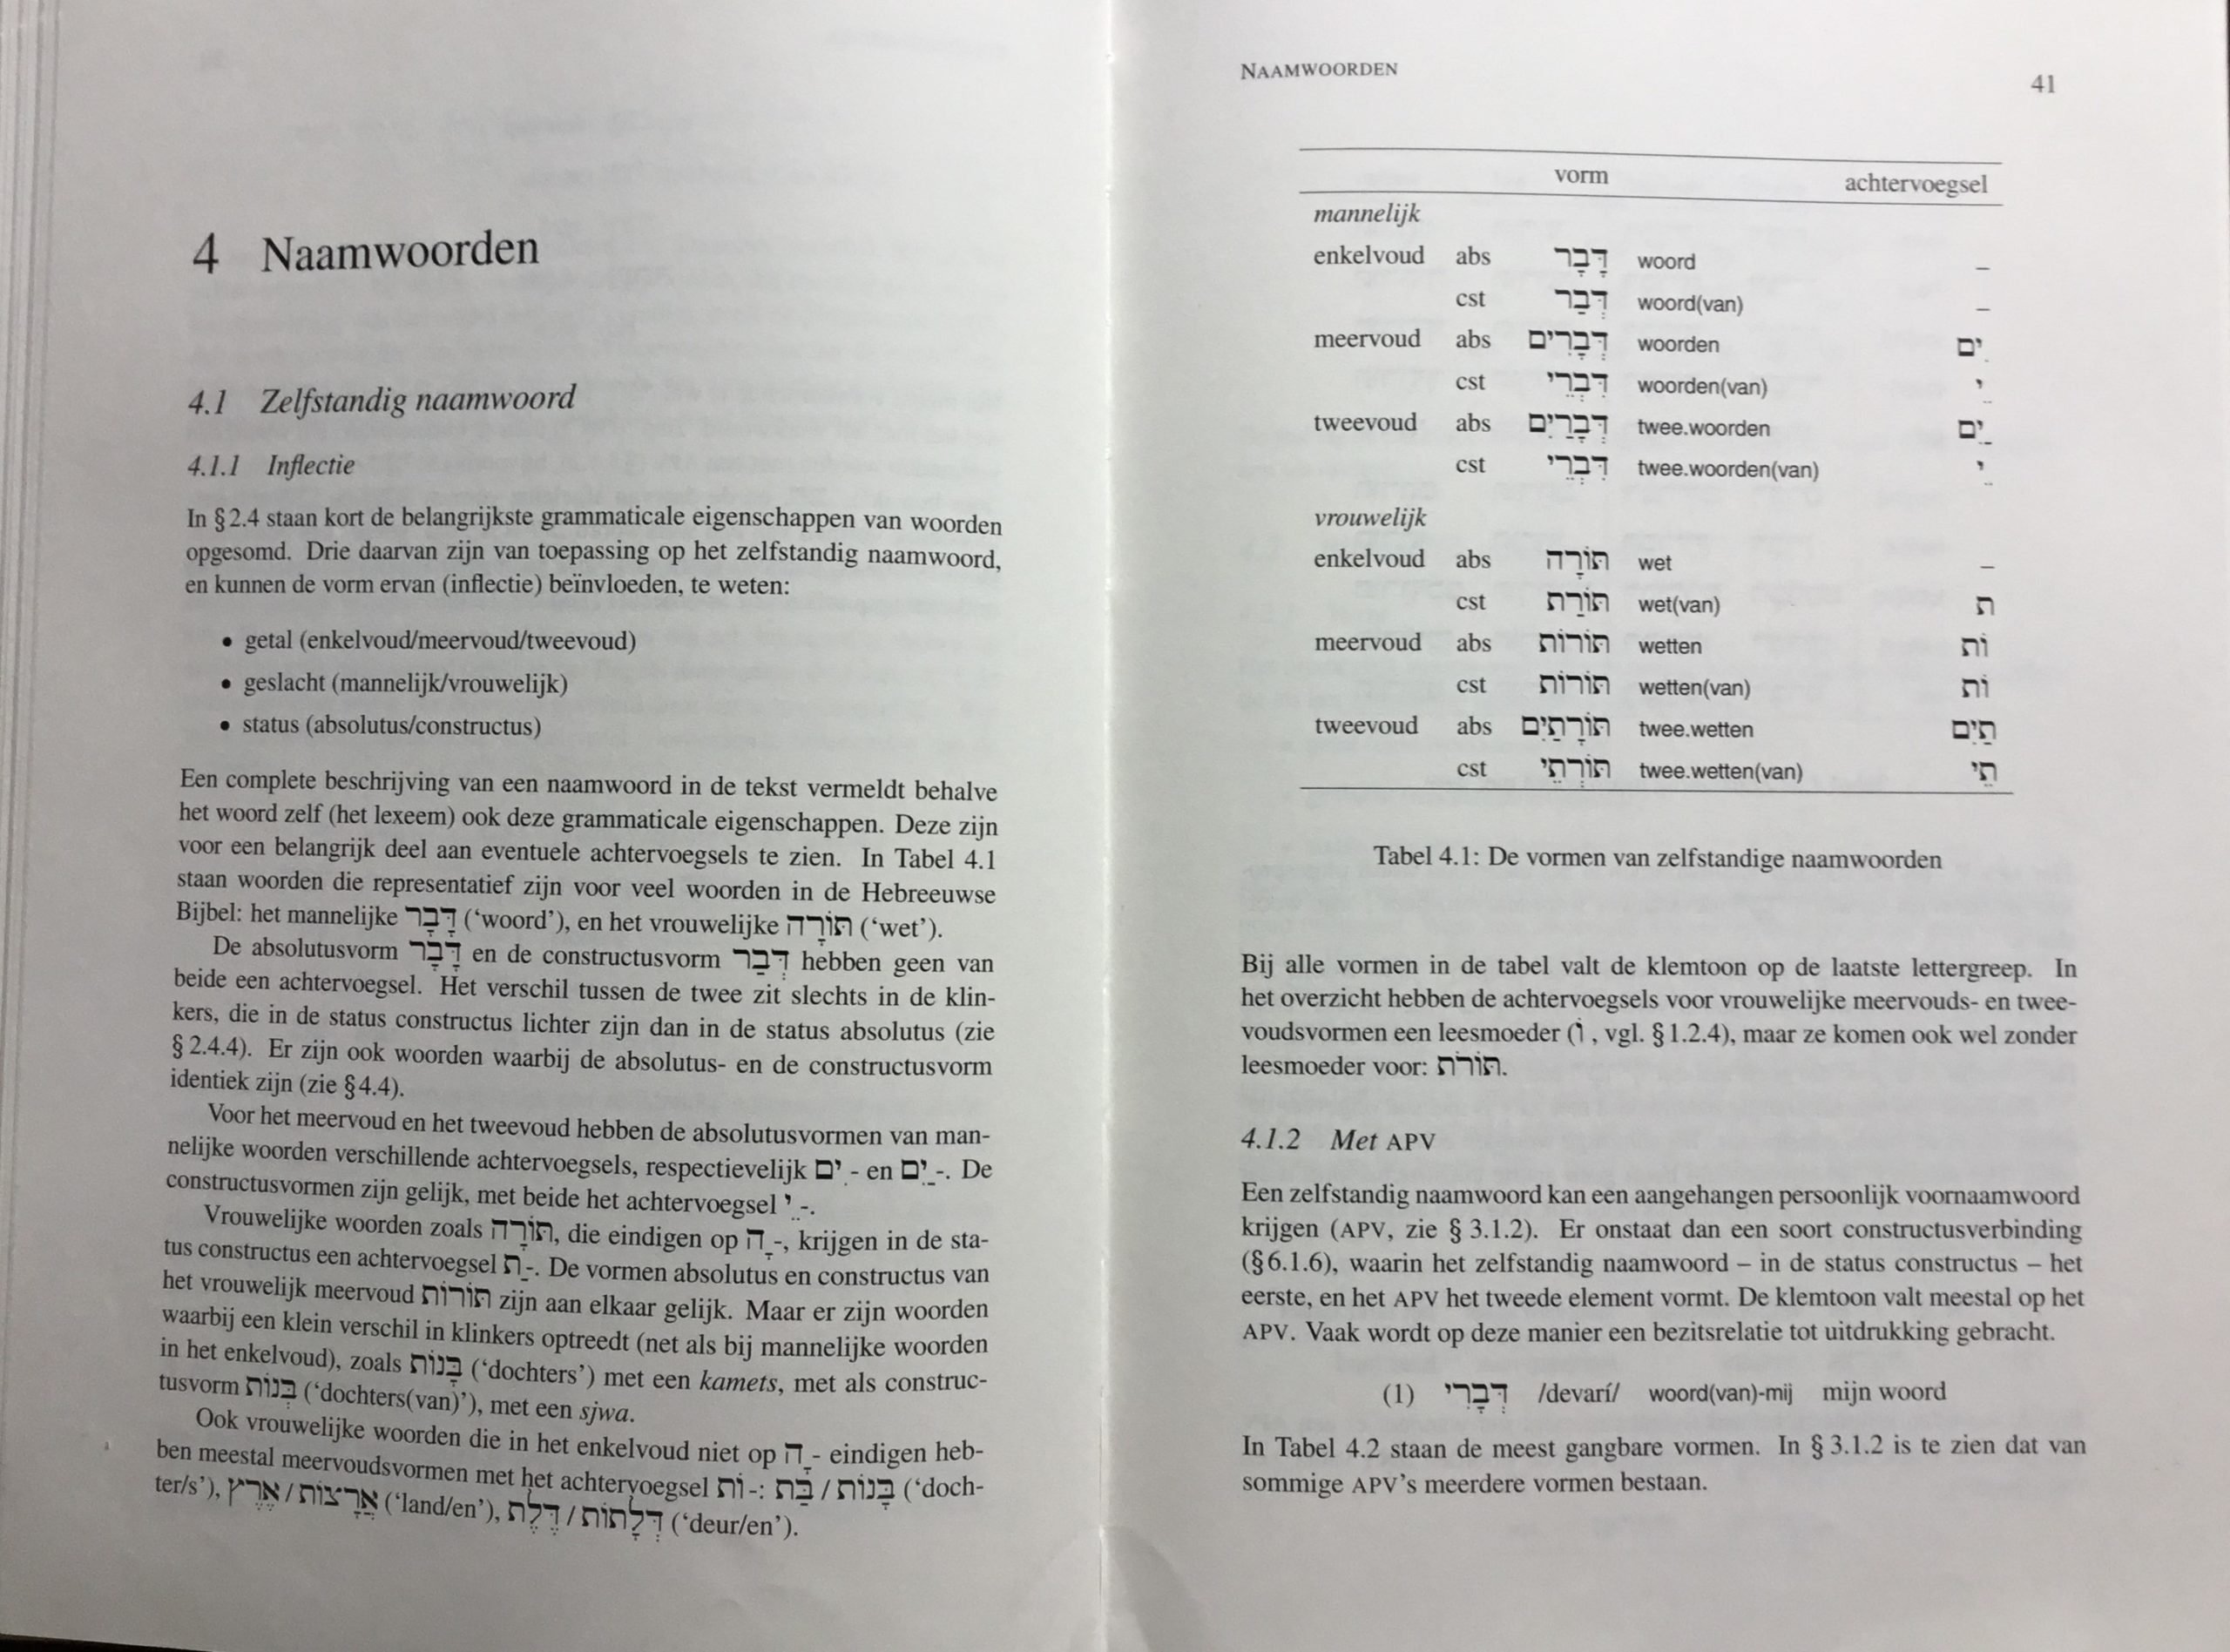 4 Naamwoorden
4.1 Zelfstandig naamwoord
4.1.1 Inflectie
In § 2.4 staan kort de belangrijkste grammaticale eigenschappen van woorden
opgesomd. Drie daarvan zijn van toepassing op het zelfstandig naamwoord,
en kunnen de vorm ervan (inflectie) beïnvloeden, te weten:
• getal (enkelvoud/meervoud/tweevoud)
• geslacht (mannelijk/vrouwelijk)
• status (absolutus/constructus)
Een complete beschrijving van een naamwoord in de tekst vermeldt behalve
het woord zelf (het lexeem) ook deze grammaticale eigenschappen. Deze zijn
voor een belangrijk deel aan eventuele achtervoegsels te zien. In Tabel 4.1
staan woorden die representatief zijn voor veel woorden in de Hebreeuwse
Bijbel: het mannelijke דָּבָר (‘woord’), en het vrouwelijke תּוֹרָה (‘wet’).
De absolutusvorm דָּבָר en de constructusvorm דְּבַר hebben geen van
beide een achtervoegsel. Het verschil tussen de twee zit slechts in de klin-
kers, die in de status constructus lichter zijn dan in de status absolutus (zie
§ 2.4.4). Er zijn ook woorden waarbij de absolutus- en de constructusvorm
identiek zijn (zie § 4.4).
Voor het meervoud en het tweevoud hebben de absolutusvormen van man-
nelijke woorden verschillende achtervoegsels, respectievelijk ִים- en ַיִם-. De
constructusvormen zijn gelijk, met beide het achtervoegsel ֵי-.
Vrouwelijke woorden zoals תּוֹרָה, die eindigen op ָה-, krijgen in de sta-
tus constructus een achtervoegsel ַת-. De vormen absolutus en constructus van
het vrouwelijk meervoud תּוֹרוֹת zijn aan elkaar gelijk. Maar er zijn woorden
waarbij een klein verschil in klinkers optreedt (net als bij mannelijke woorden
in het enkelvoud), zoals בָּנוֹת (‘dochters’) met een kamets, met als construc-
tusvorm בְּנוֹת (‘dochters(van)’), met een sjwa.
Ook vrouwelijke woorden die in het enkelvoud niet op ָה- eindigen heb-
ben meestal meervoudsvormen met het achtervoegsel וֹת-: בַּת / בָּנוֹת (‘doch-
ter/s’), אֶרֶץ / אֲרָצוֹת (‘land/en’), דֶּלֶת / דְּלָתוֹת (‘deur/en’).
NAAMWOORDEN 41
vorm achtervoegsel
mannelijk
enkelvoud abs דָּבָר woord –
cst דְּבַר woord(van) –
meervoud abs דְּבָרִים woorden ִים
cst דִּבְרֵי woorden(van) ֵי
tweevoud abs דְּבָרַיִם twee.woorden ַיִם
cst דִּבְרֵי twee.woorden(van) ֵי
vrouwelijk
enkelvoud abs תּוֹרָה wet –
cst תּוֹרַת wet(van) ת
meervoud abs תּוֹרוֹת wetten וֹת
cst תּוֹרוֹת wetten(van) וֹת
tweevoud abs תּוֹרָתַיִם twee.wetten תַיִם
cst תּוֹרְתֵי twee.wetten(van) תֵי
Tabel 4.1: De vormen van zelfstandige naamwoorden
Bij alle vormen in de tabel valt de klemtoon op de laatste lettergreep. In
het overzicht hebben de achtervoegsels voor vrouwelijke meervouds- en twee-
voudsvormen een leesmoeder (וֹ, vgl. § 1.2.4), maar ze komen ook wel zonder
leesmoeder voor: תּוֹרֹת.
4.1.2 Met APV
Een zelfstandig naamwoord kan een aangehangen persoonlijk voornaamwoord
krijgen (APV, zie § 3.1.2). Er onstaat dan een soort constructusverbinding
(§ 6.1.6), waarin het zelfstandig naamwoord – in de status constructus – het
eerste, en het APV het tweede element vormt. De klemtoon valt meestal op het
APV. Vaak wordt op deze manier een bezitsrelatie tot uitdrukking gebracht.
(1) דְּבָרִי /devarí/ woord(van)-mij mijn woord
In Tabel 4.2 staan de meest gangbare vormen. In § 3.1.2 is te zien dat van
sommige APV’s meerdere vormen bestaan.